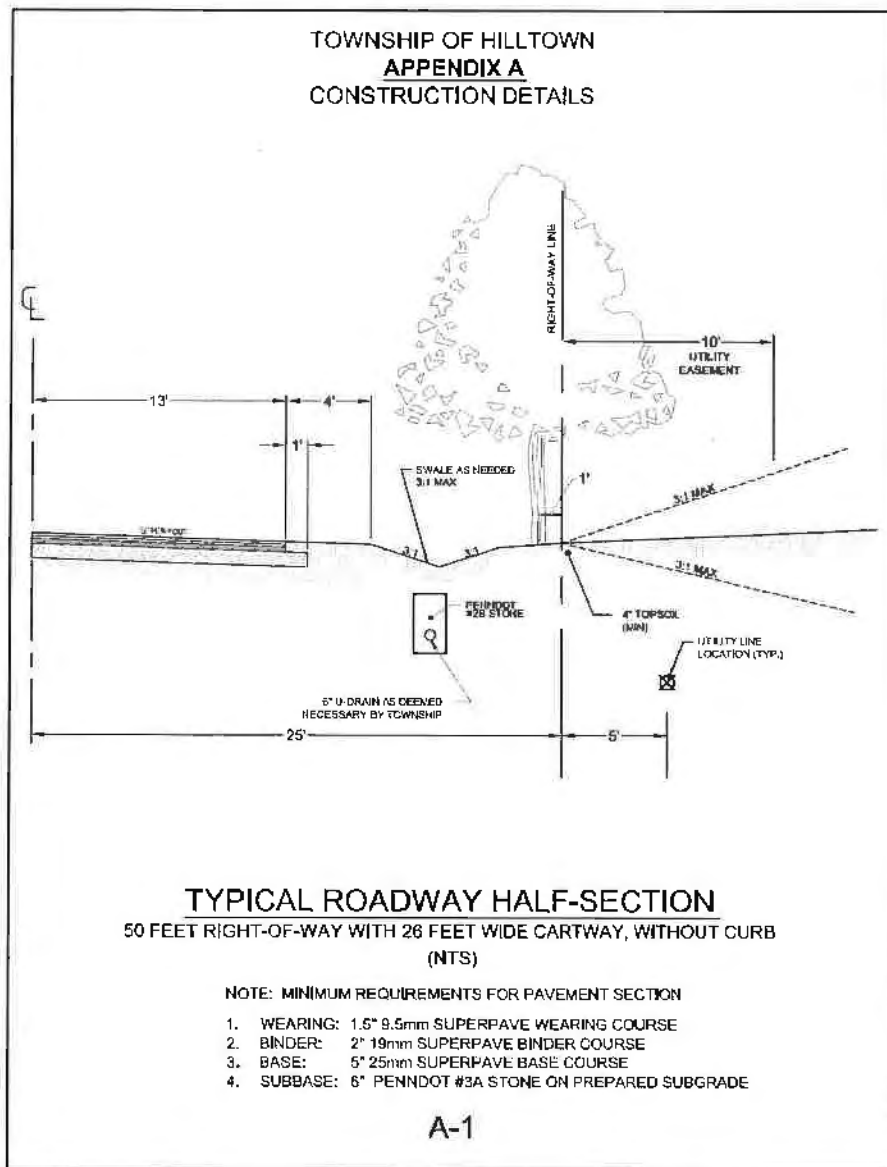 TOWNSHIP OF HILLTOWN
APPENDIX A
CONSTRUCTION DETAILS
RIGHT-OF-WAY LINE
10'
UTILITY
EASEMENT
13'
4'
1'
SWALE AS NEEDED
3:1 MAX
1'
3:1 MAX
3:1
3:1
3:1 MAX
PENNDOT
#2B STONE
4" TOPSOIL
(MIN)
UTILITY LINE
LOCATION (TYP.)
6" U-DRAIN AS DEEMED
NECESSARY BY TOWNSHIP
25'
5'
TYPICAL ROADWAY HALF-SECTION
50 FEET RIGHT-OF-WAY WITH 26 FEET WIDE CARTWAY, WITHOUT CURB
(NTS)
NOTE: MINIMUM REQUIREMENTS FOR PAVEMENT SECTION
1. WEARING: 1.5" 9.5mm SUPERPAVE WEARING COURSE
2. BINDER: 2" 19mm SUPERPAVE BINDER COURSE
3. BASE: 5" 25mm SUPERPAVE BASE COURSE
4. SUBBASE: 6" PENNDOT #3A STONE ON PREPARED SUBGRADE
A-1